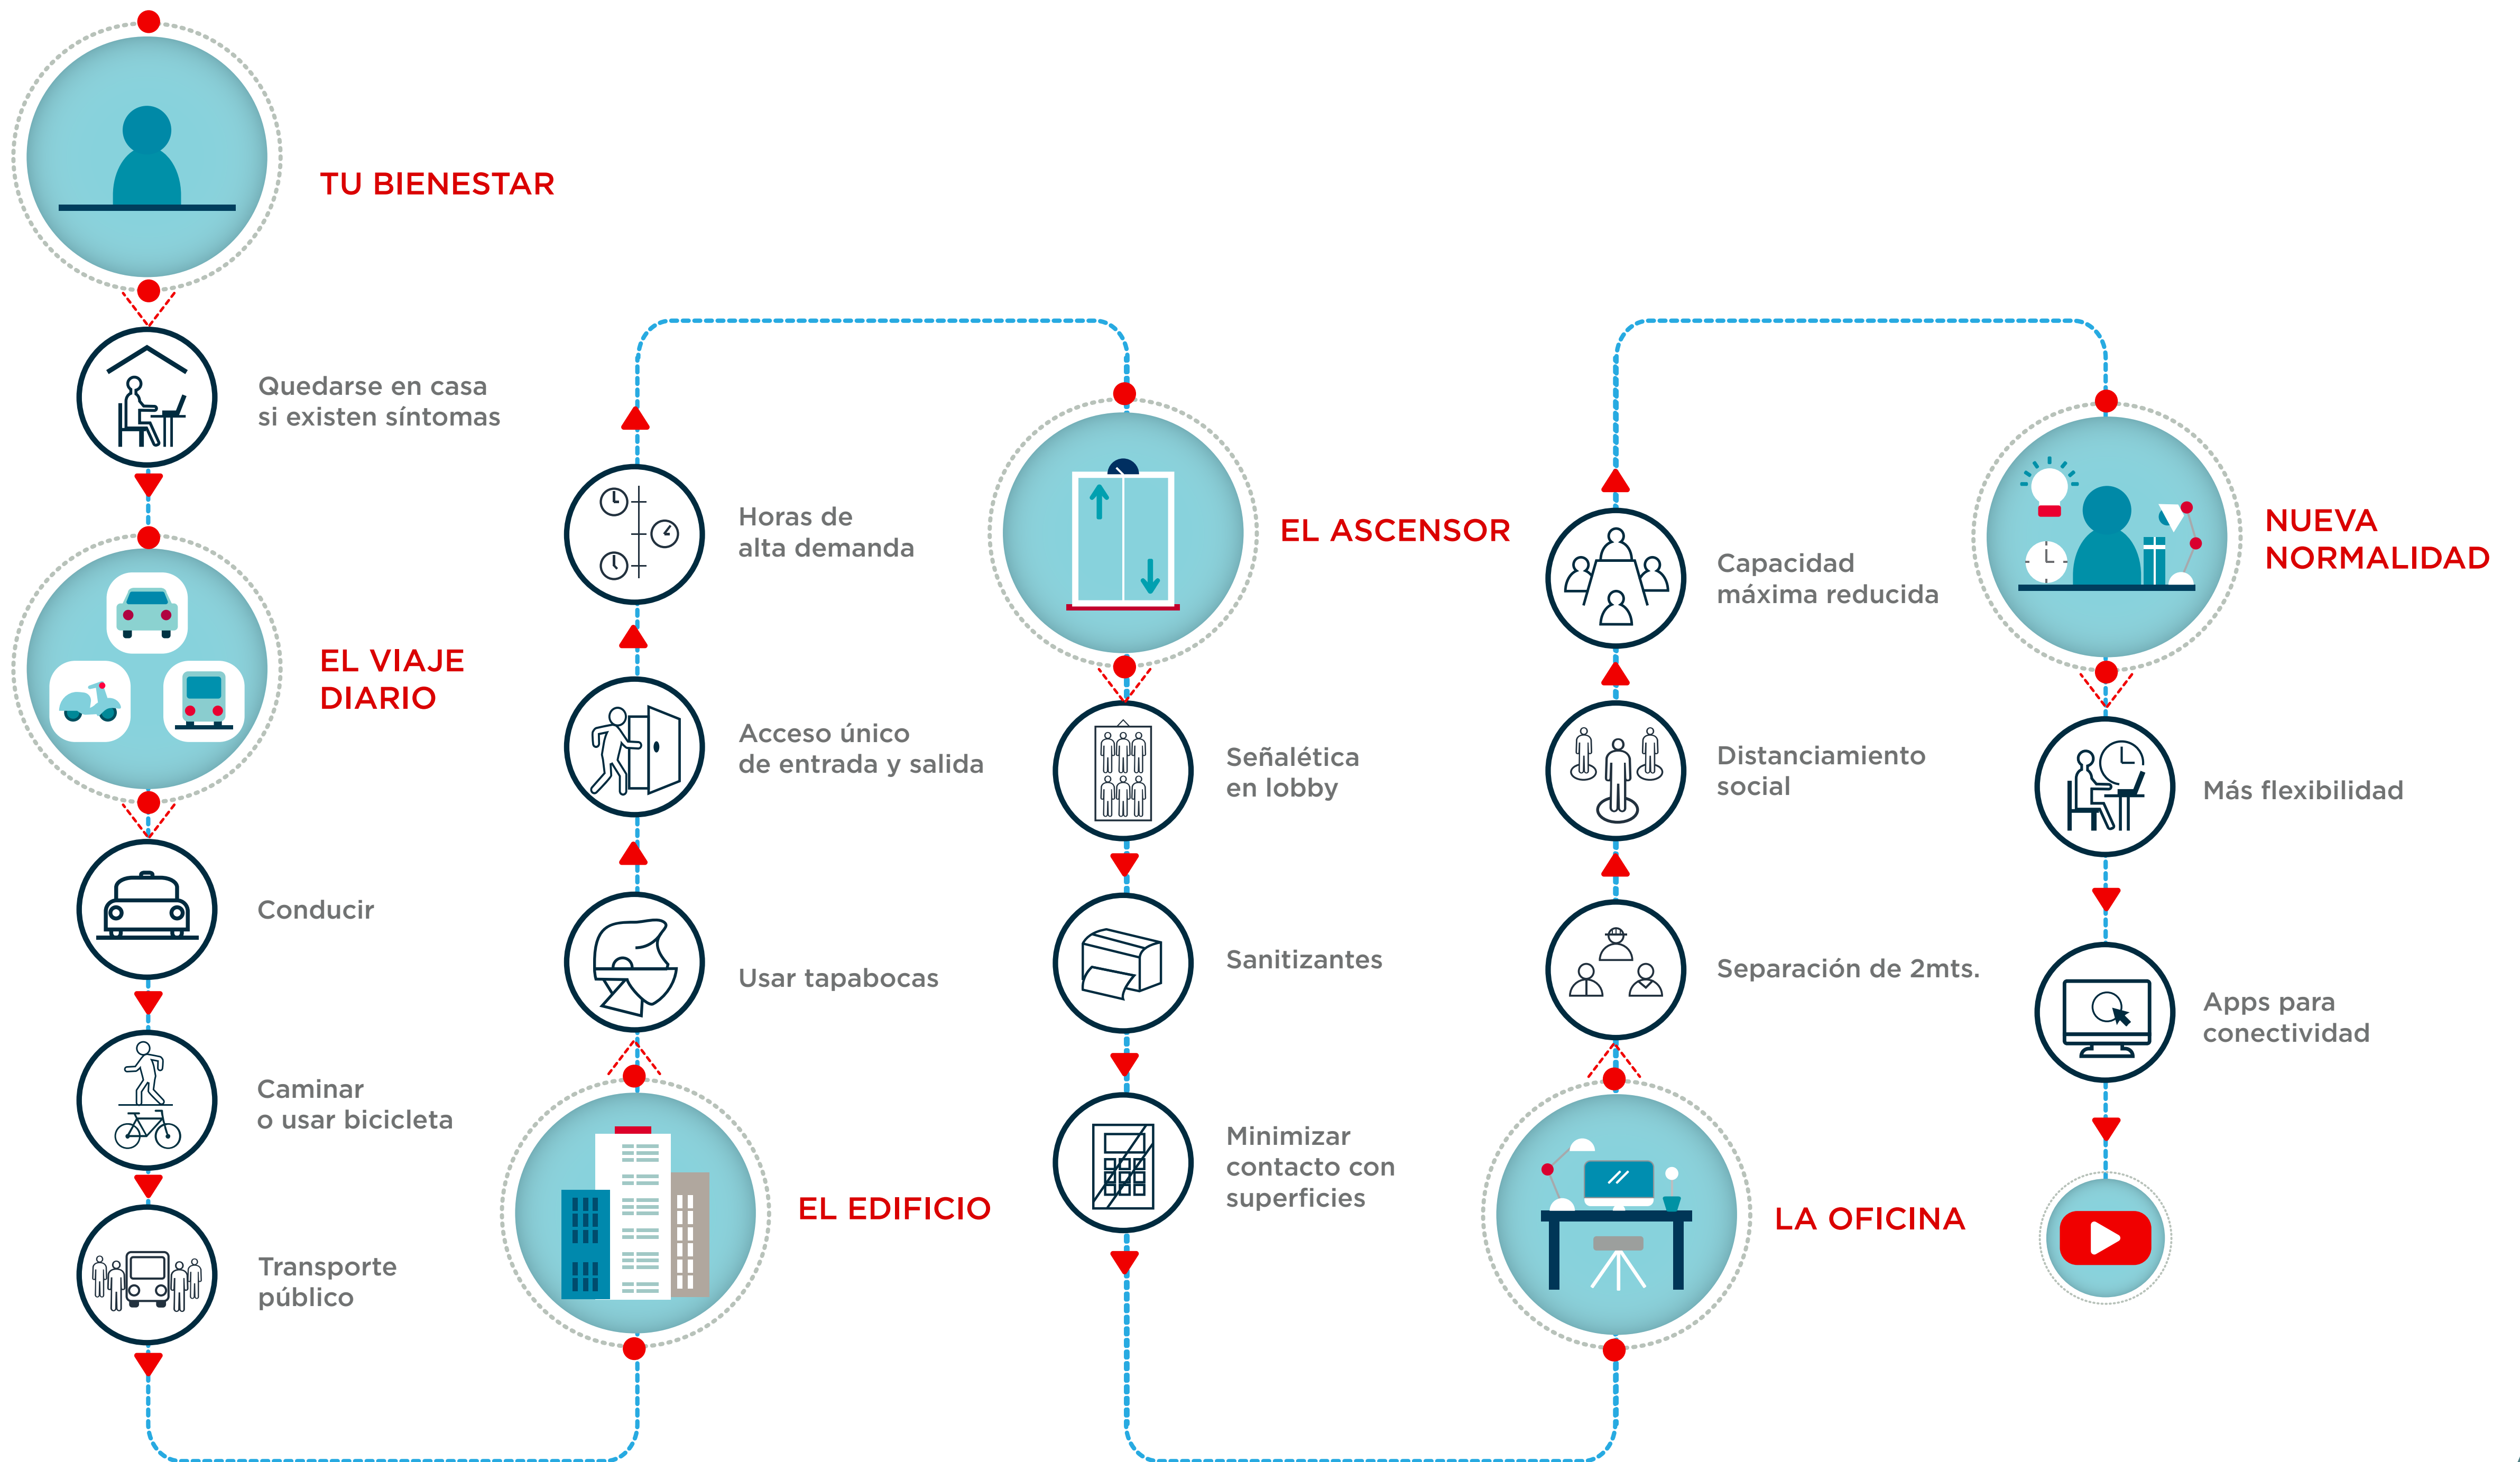 TU BIENESTAR
Quedarse en casa
si existen síntomas
EL VIAJE
DIARIO
Conducir
Caminar
o usar bicicleta
Transporte
público
EL EDIFICIO
Usar tapabocas
Acceso único
de entrada y salida
Horas de
alta demanda
EL ASCENSOR
Señalética
en lobby
Sanitizantes
Minimizar
contacto con
superficies
LA OFICINA
Separación de 2mts.
Distanciamiento
social
Capacidad
máxima reducida
NUEVA
NORMALIDAD
Más flexibilidad
Apps para
conectividad